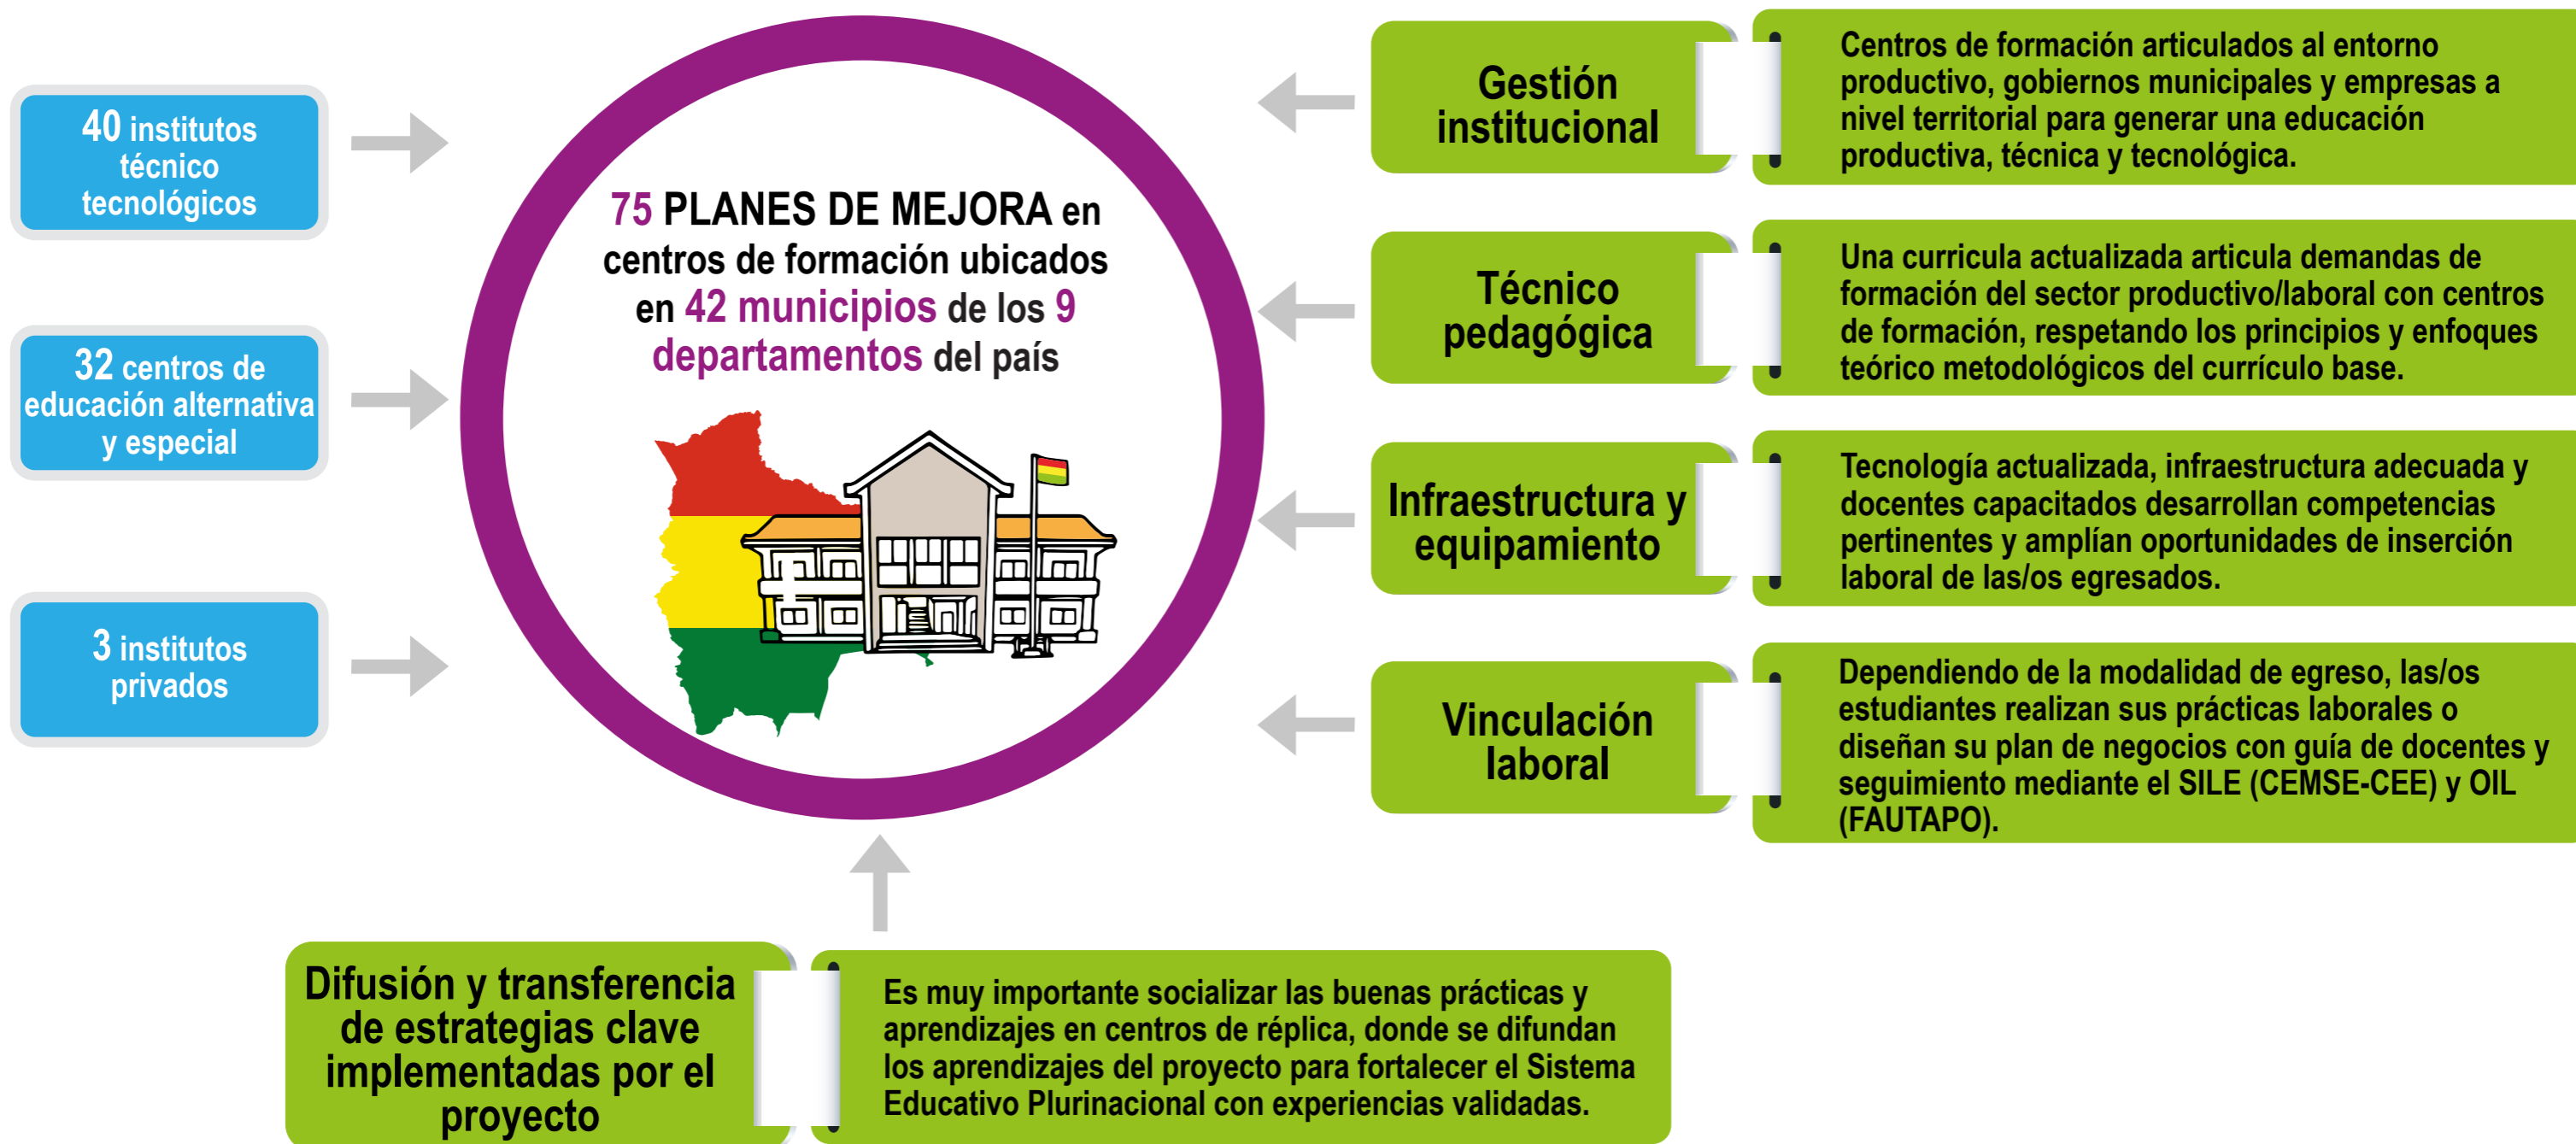 40 institutos
técnico
tecnológicos
32 centros de
educación alternativa
y especial
3 institutos
privados
75 PLANES DE MEJORA en
centros de formación ubicados
en 42 municipios de los 9
departamentos del país
Gestión
institucional
Centros de formación articulados al entorno
productivo, gobiernos municipales y empresas a
nivel territorial para generar una educación
productiva, técnica y tecnológica.
Técnico
pedagógica
Una curricula actualizada articula demandas de
formación del sector productivo/laboral con centros
de formación, respetando los principios y enfoques
teórico metodológicos del currículo base.
Infraestructura y
equipamiento
Tecnología actualizada, infraestructura adecuada y
docentes capacitados desarrollan competencias
pertinentes y amplían oportunidades de inserción
laboral de las/os egresados.
Vinculación
laboral
Dependiendo de la modalidad de egreso, las/os
estudiantes realizan sus prácticas laborales o
diseñan su plan de negocios con guía de docentes y
seguimiento mediante el SILE (CEMSE-CEE) y OIL
(FAUTAPO).
Difusión y transferencia
de estrategias clave
implementadas por el
proyecto
Es muy importante socializar las buenas prácticas y
aprendizajes en centros de réplica, donde se difundan
los aprendizajes del proyecto para fortalecer el Sistema
Educativo Plurinacional con experiencias validadas.